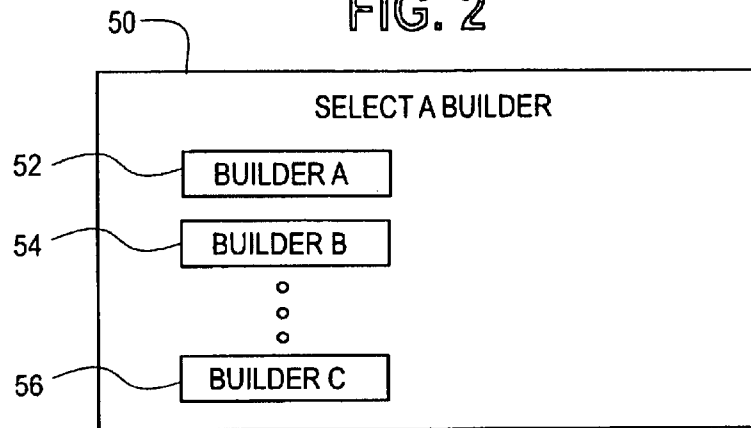 FIG. 2
50
SELECT A BUILDER
52
BUILDER A
54
BUILDER B
56
BUILDER C